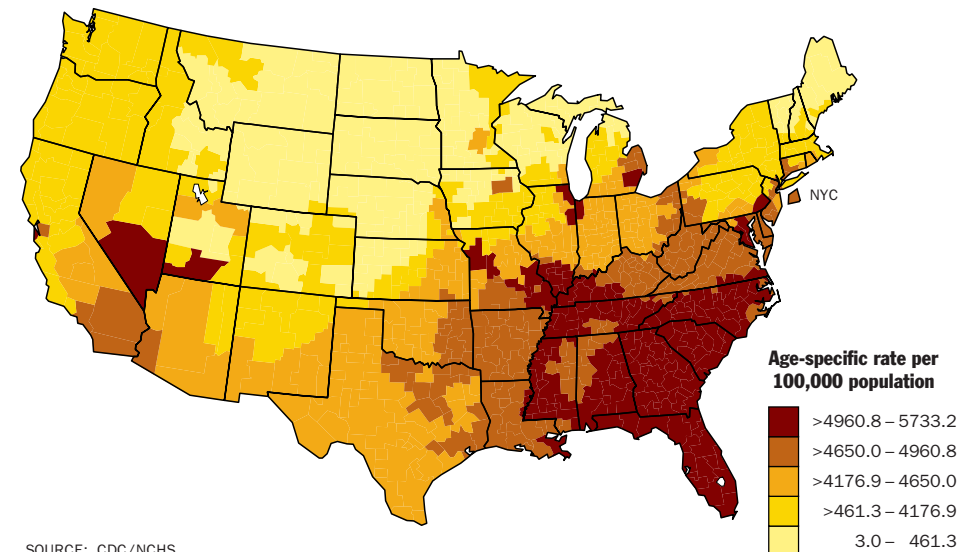 NYC
Age-specific rate per
100,000 population
>4960.8 – 5733.2
>4650.0 – 4960.8
>4176.9 – 4650.0
>461.3 – 4176.9
3.0 – 461.3
SOURCE: CDC/NCHS